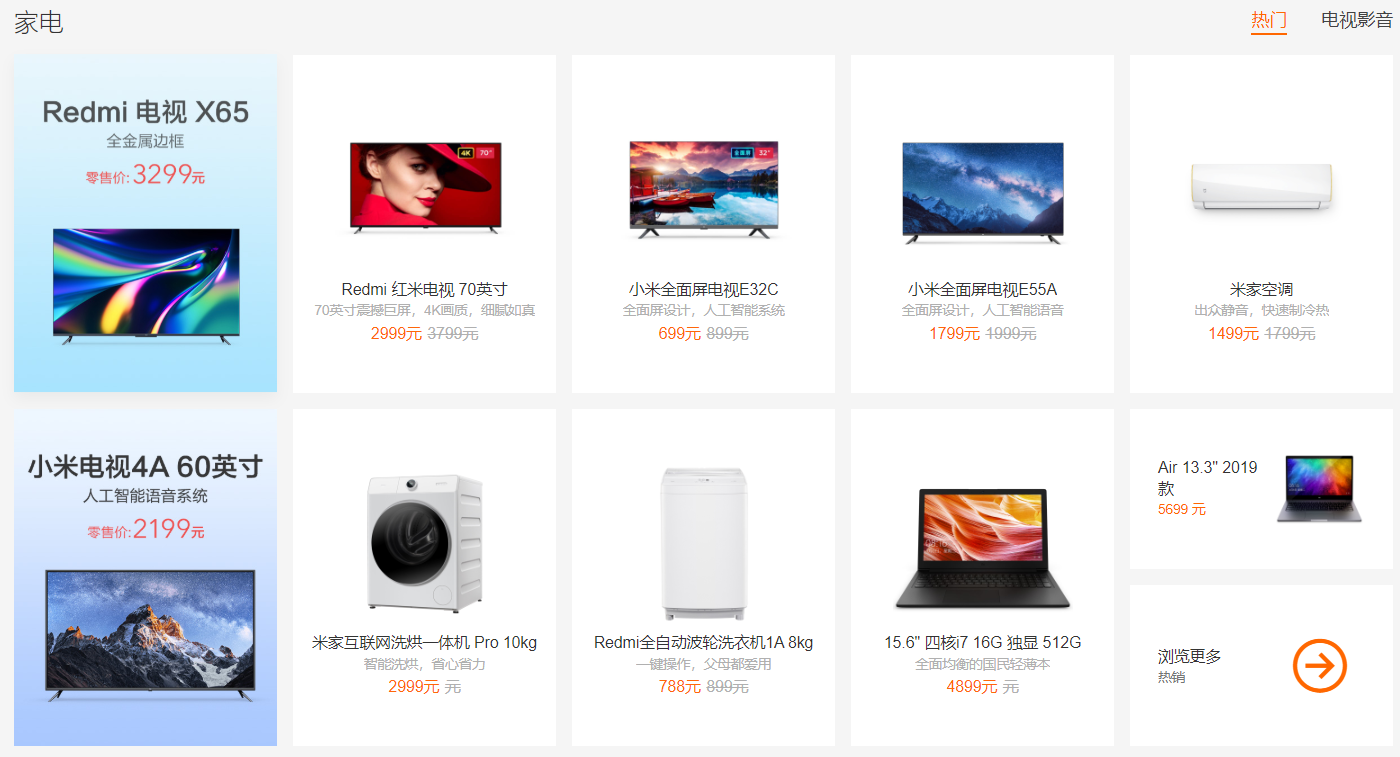 家电
热门
电视影音
Redmi 电视 X65
全金属边框
零售价:3299元
4K 70"
Redmi 红米电视 70英寸
70英寸震撼巨屏，4K画质，细腻如真
2999元 3799元
全面屏 32"
小米全面屏电视E32C
全面屏设计，人工智能系统
699元 899元
小米全面屏电视E55A
全面屏设计，人工智能语音
1799元 1999元
米家空调
出众静音，快速制冷热
1499元 1799元
小米电视4A 60英寸
人工智能语音系统
零售价:2199元
米家互联网洗烘一体机 Pro 10kg
智能洗烘，省心省力
2999元 元
Redmi全自动波轮洗衣机1A 8kg
一键操作，父母都爱用
788元 899元
15.6" 四核i7 16G 独显 512G
全面均衡的国民轻薄本
4899元 元
Air 13.3" 2019
款
5699 元
浏览更多
热销